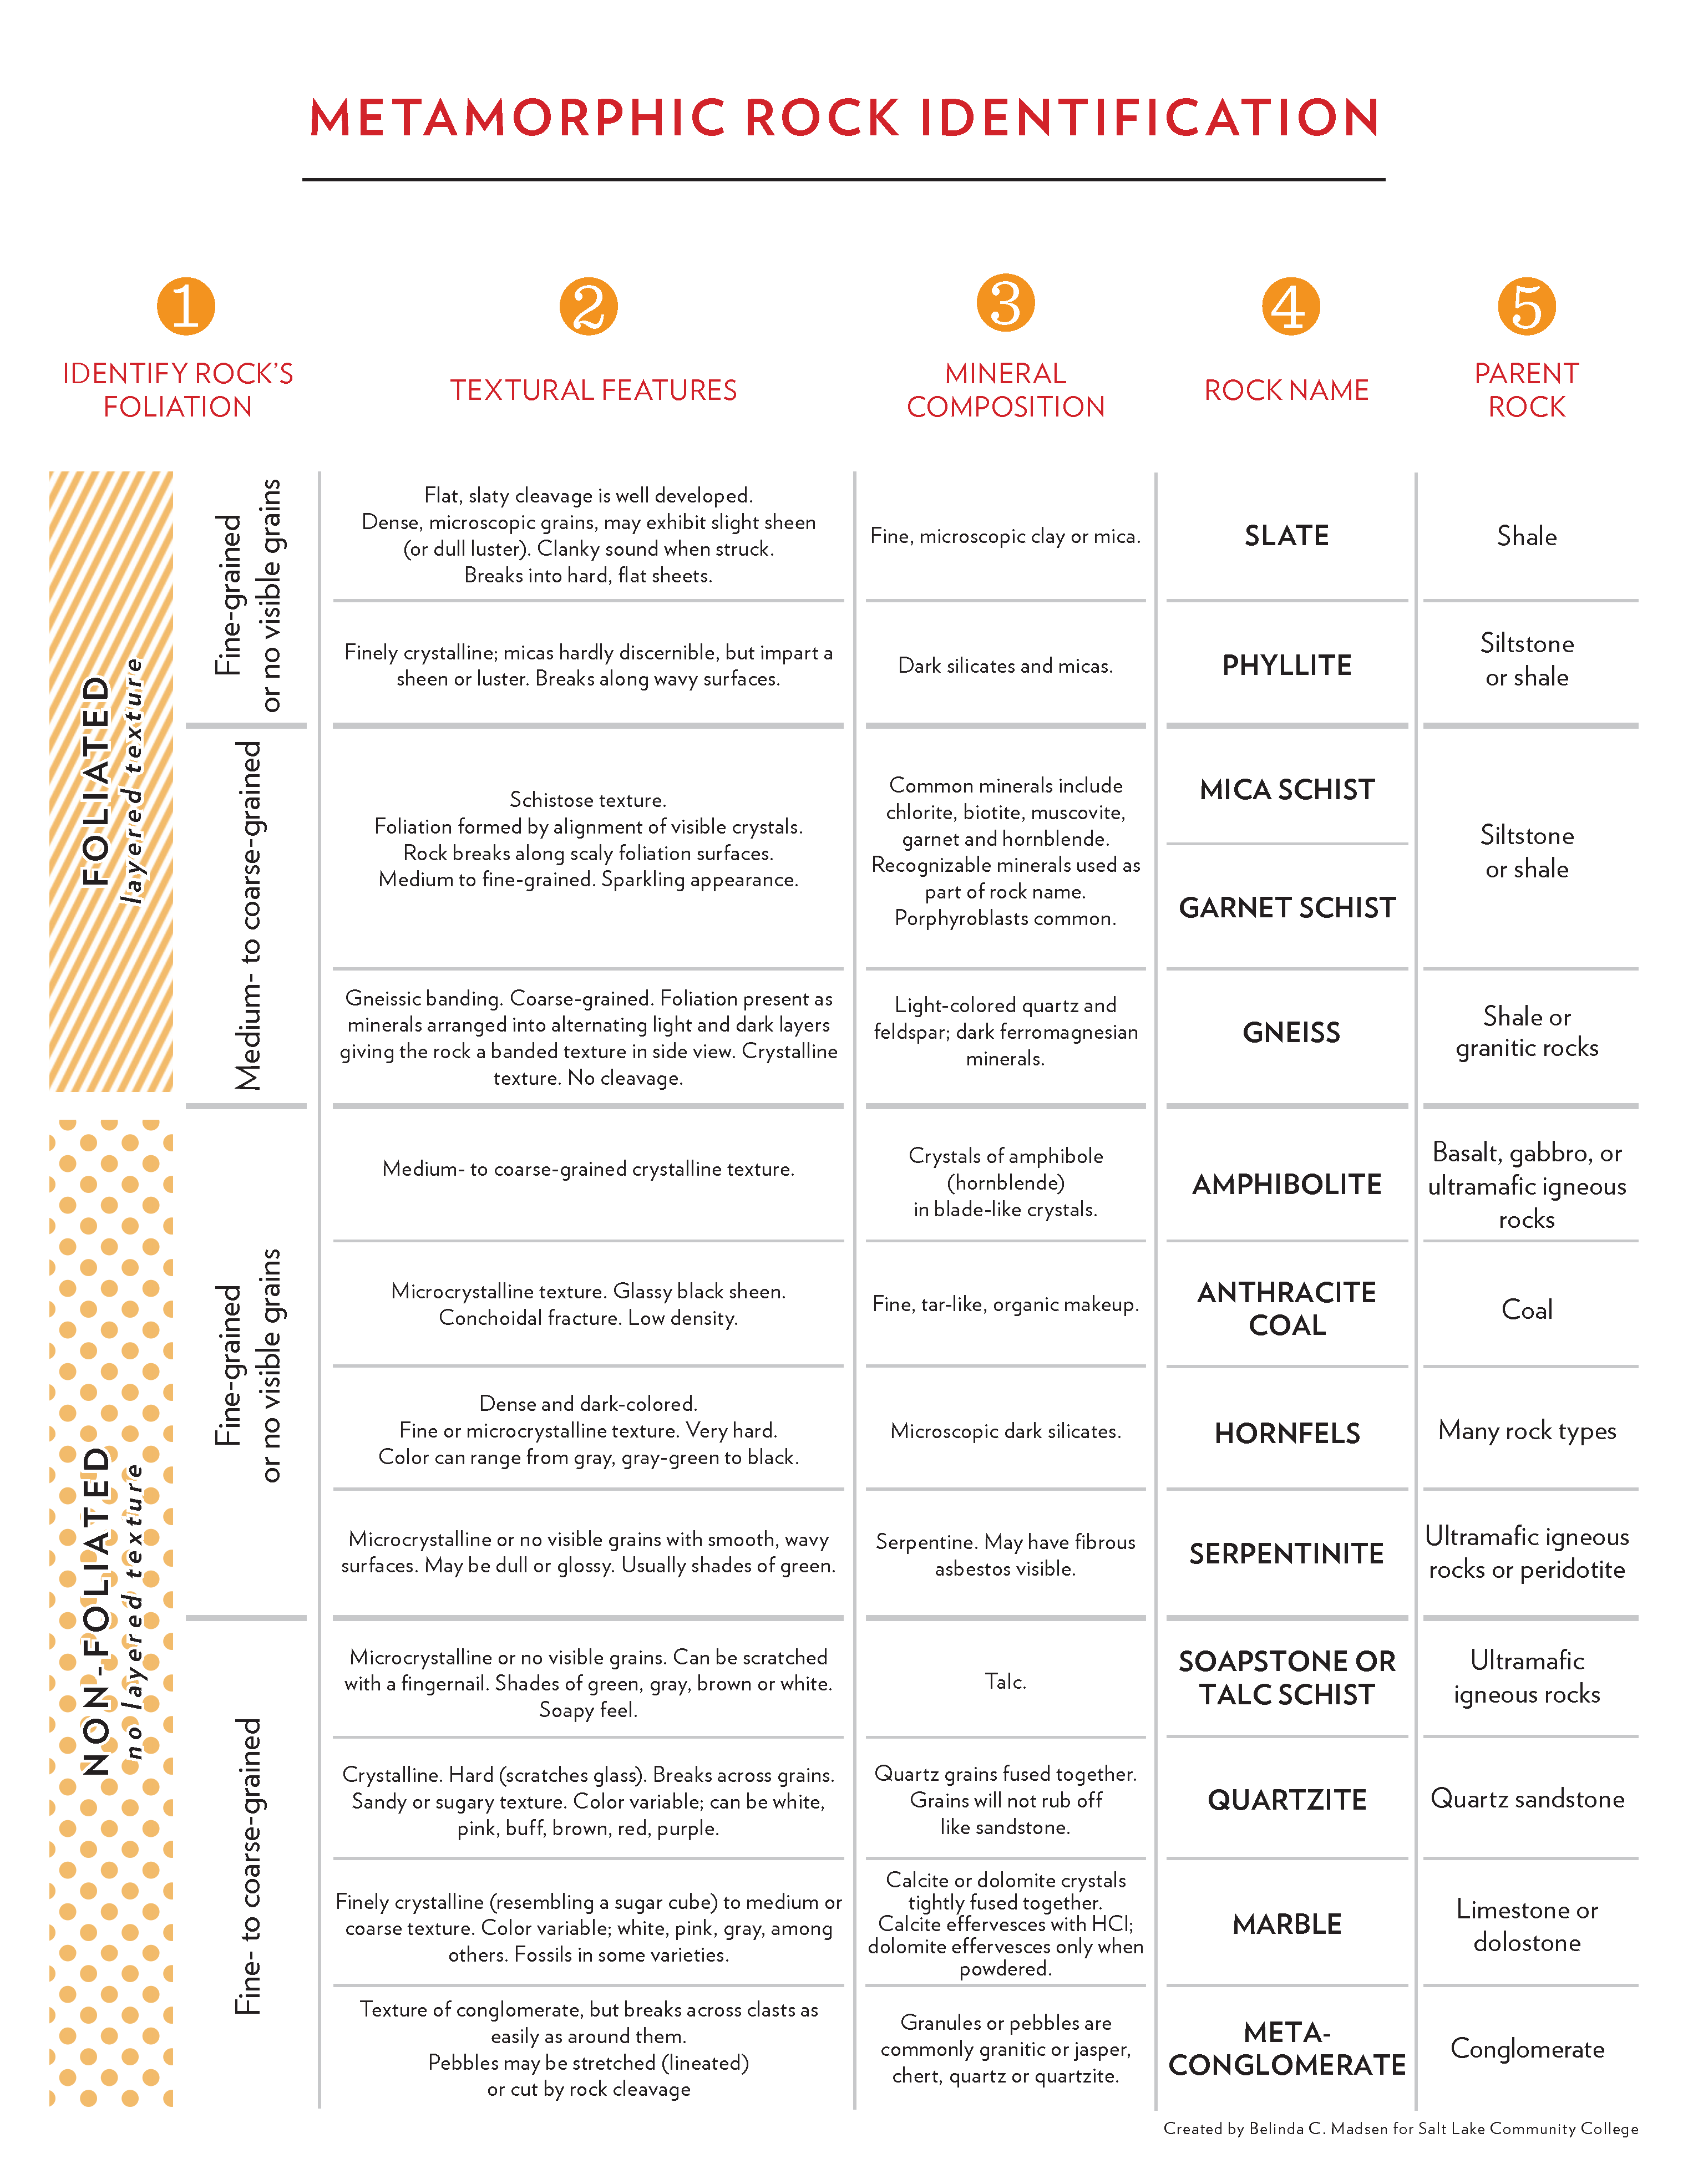 METAMORPHIC ROCK IDENTIFICATION
1
IDENTIFY ROCK'S
FOLIATION
2
TEXTURAL FEATURES
3
MINERAL
COMPOSITION
4
ROCK NAME
5
PARENT
ROCK
FOLIATED
layered texture
Fine-grained
or no visible grains
Flat, slaty cleavage is well developed.
Dense, microscopic grains, may exhibit slight sheen
(or dull luster). Clanky sound when struck.
Breaks into hard, flat sheets.
Fine, microscopic clay or mica.
SLATE
Shale
Finely crystalline; micas hardly discernible, but impart a
sheen or luster. Breaks along wavy surfaces.
Dark silicates and micas.
PHYLLITE
Siltstone
or shale
Medium- to coarse-grained
Schistose texture.
Foliation formed by alignment of visible crystals.
Rock breaks along scaly foliation surfaces.
Medium to fine-grained. Sparkling appearance.
Common minerals include
chlorite, biotite, muscovite,
garnet and hornblende.
Recognizable minerals used as
part of rock name.
Porphyroblasts common.
MICA SCHIST
GARNET SCHIST
Siltstone
or shale
Gneissic banding. Coarse-grained. Foliation present as
minerals arranged into alternating light and dark layers
giving the rock a banded texture in side view. Crystalline
texture. No cleavage.
Light-colored quartz and
feldspar; dark ferromagnesian
minerals.
GNEISS
Shale or
granitic rocks
NON-FOLIATED
no layered texture
Fine-grained
or no visible grains
Medium- to coarse-grained crystalline texture.
Crystals of amphibole
(hornblende)
in blade-like crystals.
AMPHIBOLITE
Basalt, gabbro, or
ultramafic igneous
rocks
Microcrystalline texture. Glassy black sheen.
Conchoidal fracture. Low density.
Fine, tar-like, organic makeup.
ANTHRACITE
COAL
Coal
Dense and dark-colored.
Fine or microcrystalline texture. Very hard.
Color can range from gray, gray-green to black.
Microscopic dark silicates.
HORNFELS
Many rock types
Microcrystalline or no visible grains with smooth, wavy
surfaces. May be dull or glossy. Usually shades of green.
Serpentine. May have fibrous
asbestos visible.
SERPENTINITE
Ultramafic igneous
rocks or peridotite
Fine- to coarse-grained
Microcrystalline or no visible grains. Can be scratched
with a fingernail. Shades of green, gray, brown or white.
Soapy feel.
Talc.
SOAPSTONE OR
TALC SCHIST
Ultramafic
igneous rocks
Crystalline. Hard (scratches glass). Breaks across grains.
Sandy or sugary texture. Color variable; can be white,
pink, buff, brown, red, purple.
Quartz grains fused together.
Grains will not rub off
like sandstone.
QUARTZITE
Quartz sandstone
Finely crystalline (resembling a sugar cube) to medium or
coarse texture. Color variable; white, pink, gray, among
others. Fossils in some varieties.
Calcite or dolomite crystals
tightly fused together.
Calcite effervesces with HCl;
dolomite effervesces only when
powdered.
MARBLE
Limestone or
dolostone
Texture of conglomerate, but breaks across clasts as
easily as around them.
Pebbles may be stretched (lineated)
or cut by rock cleavage
Granules or pebbles are
commonly granitic or jasper,
chert, quartz or quartzite.
META-
CONGLOMERATE
Conglomerate
Created by Belinda C. Madsen for Salt Lake Community College